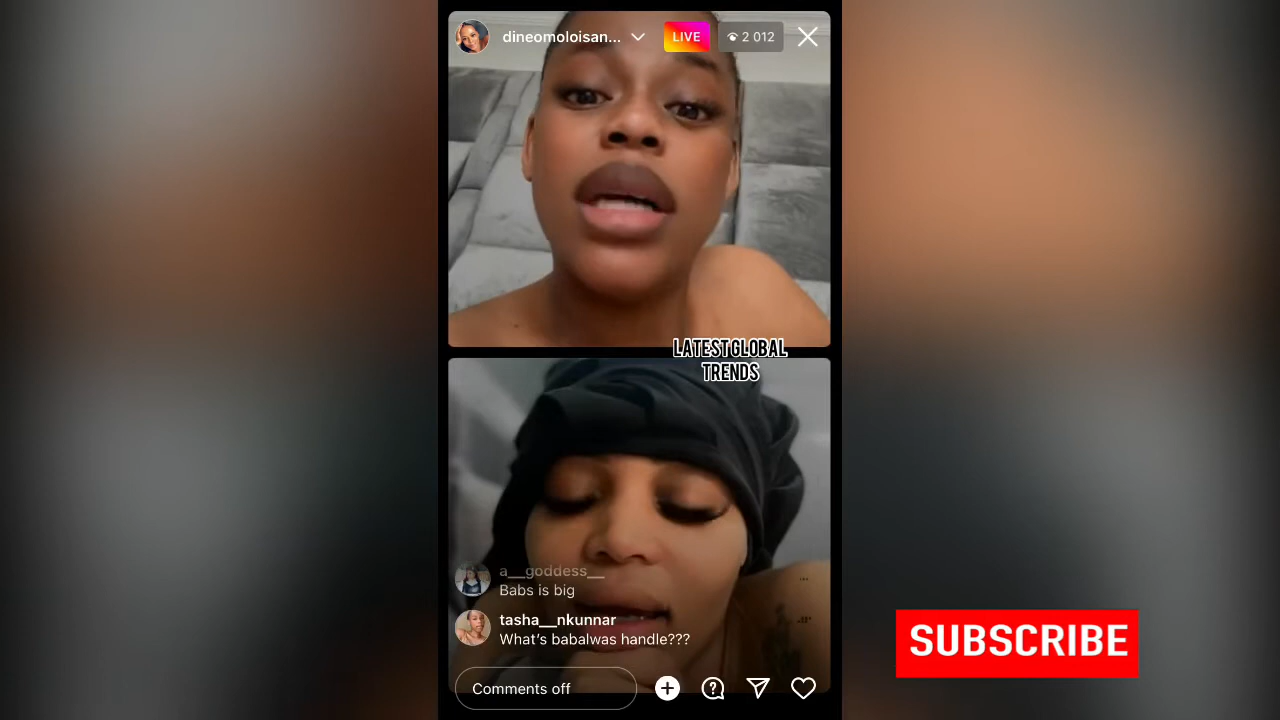 dineomoloisan...
LIVE
2 012
LATEST GLOBAL
TRENDS
a__goddess__
Babs is big
tasha__nkunnar
What's babalwas handle???
Comments off
SUBSCRIBE